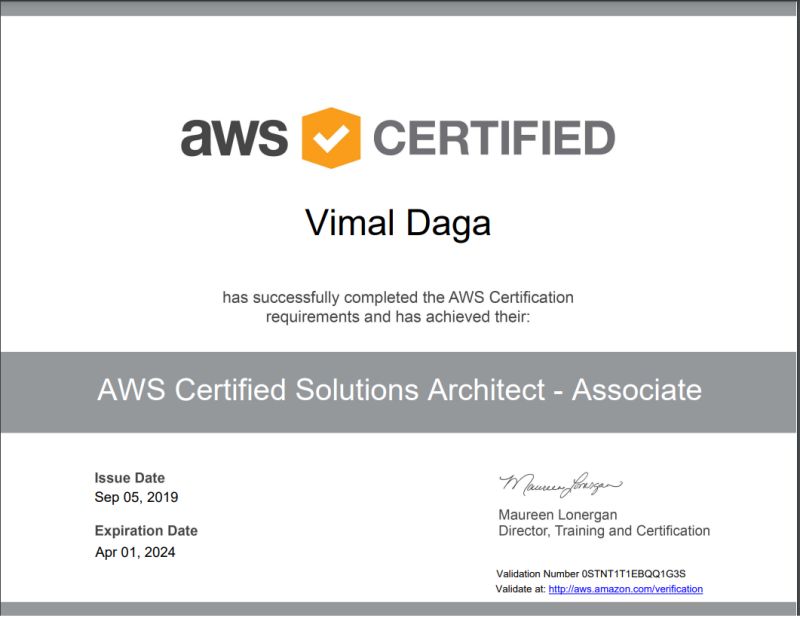 aws CERTIFIED
Vimal Daga
has successfully completed the AWS Certification
requirements and has achieved their:
AWS Certified Solutions Architect - Associate
Issue Date
Sep 05, 2019
Expiration Date
Apr 01, 2024
Maureen Lonergan
Maureen Lonergan
Director, Training and Certification
Validation Number 0STNT1T1EBQQ1G3S
Validate at: http://aws.amazon.com/verification